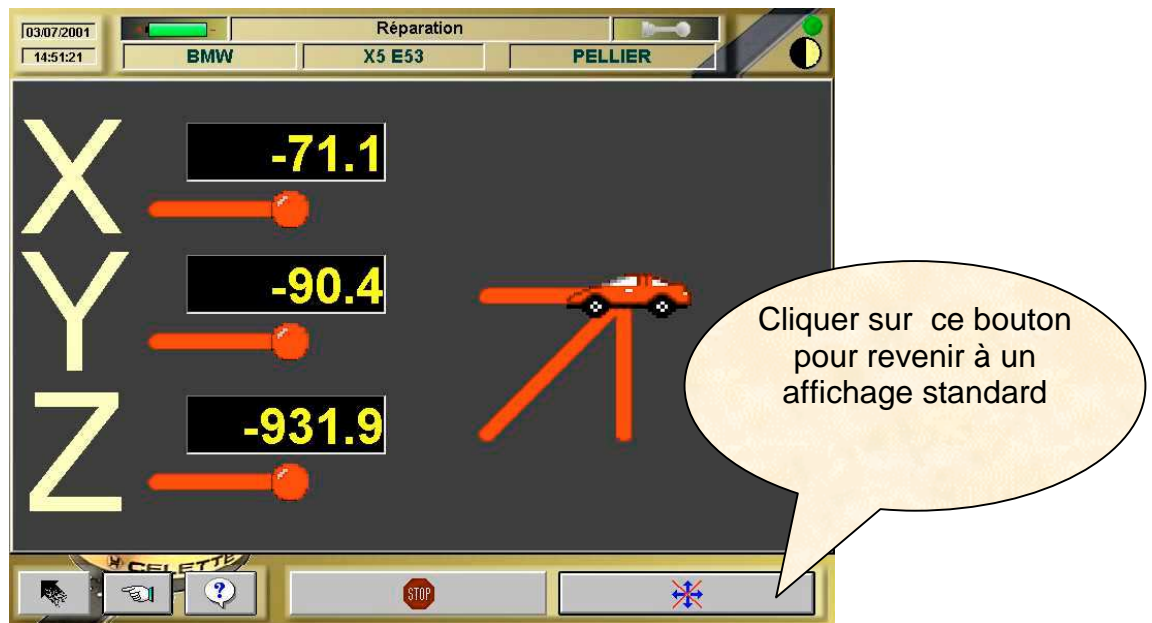 03/07/2001
14:51:21
Réparation
BMW
X5 E53
PELLIER
X
-71.1
Y
-90.4
Z
-931.9
Cliquer sur ce bouton
pour revenir à un
affichage standard
CELETTE
?
STOP